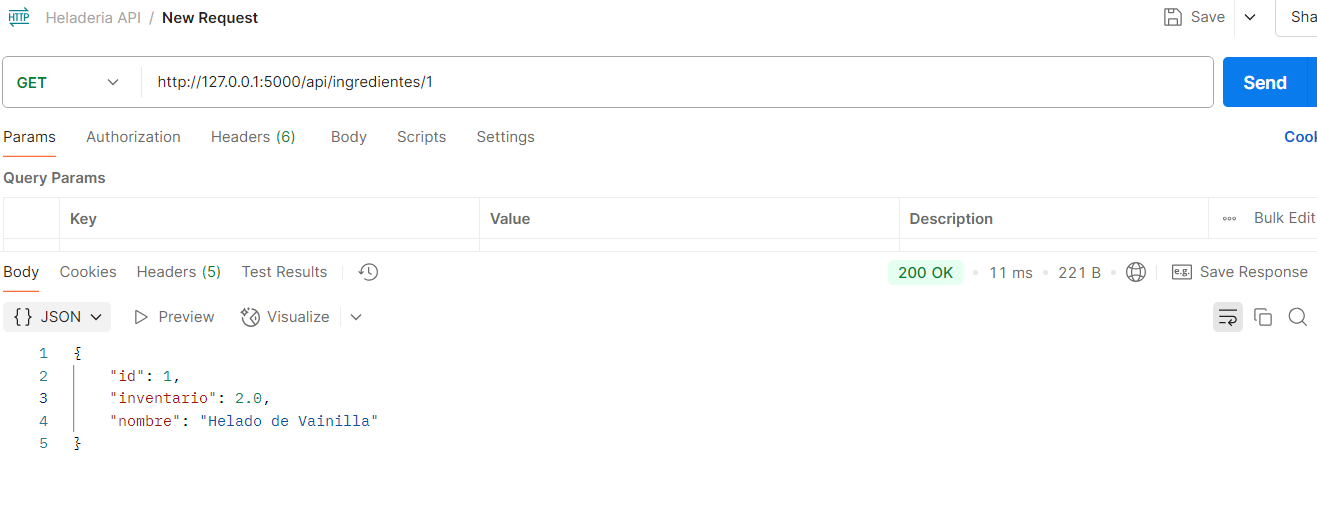 HTTP Heladeria API / New Request Save Sha
GET http://127.0.0.1:5000/api/ingredientes/1 Send
Params Authorization Headers (6) Body Scripts Settings Cook
Query Params
Key Value Description Bulk Edit
Body Cookies Headers (5) Test Results 200 OK 11 ms 221 B e.g. Save Response
{} JSON Preview Visualize
1 {
2 "id": 1,
3 "inventario": 2.0,
4 "nombre": "Helado de Vainilla"
5 }